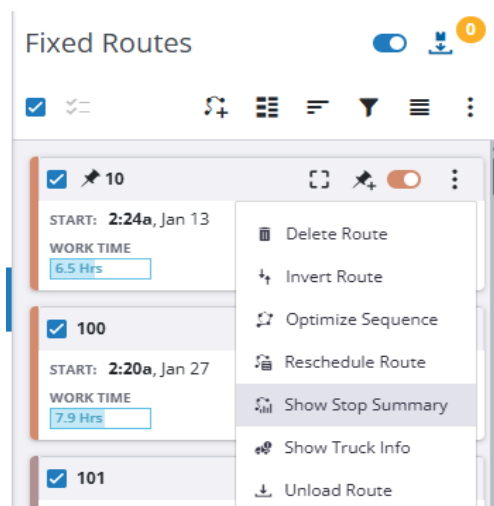 Fixed Routes
0
10
START: 2:24a, Jan 13
WORK TIME
6.5 Hrs
Delete Route
Invert Route
Optimize Sequence
Reschedule Route
Show Stop Summary
Show Truck Info
Unload Route
100
START: 2:20a, Jan 27
WORK TIME
7.9 Hrs
101